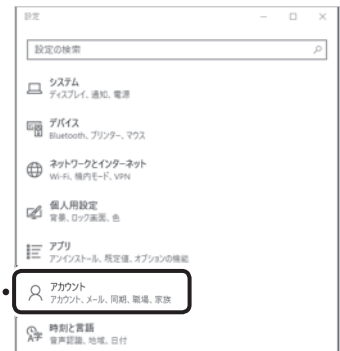 設定
設定の検索
システム
ディスプレイ、通知、電源
デバイス
Bluetooth、プリンター、マウス
ネットワークとインターネット
Wi-Fi、機内モード、VPN
個人用設定
背景、ロック画面、色
アプリ
アンインストール、既定値、オプションの機能
アカウント
アカウント、メール、同期、職場、家族
時刻と言語
音声認識、地域、日付